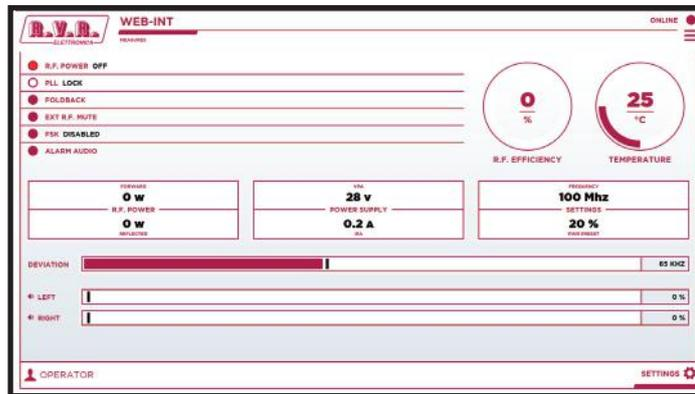 R.V.R.
ELETTRONICA
WEB-INT
MEASURES
ONLINE
R.F. POWER OFF
PLL LOCK
FOLDBACK
EXT R.F. MUTE
FSK DISABLED
ALARM AUDIO
0
%
R.F. EFFICIENCY
25
°C
TEMPERATURE
FORWARD
0 W
R.F. POWER
0 W
REFLECTED
VPA
28 V
POWER SUPPLY
0.2 A
IPA
FREQUENCY
100 Mhz
SETTINGS
20 %
PWR PRESET
DEVIATION 65 KHZ
LEFT 0 %
RIGHT 0 %
OPERATOR
SETTINGS